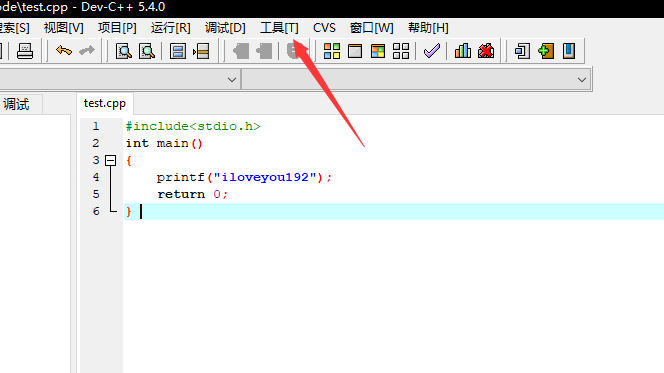 ode\test.cpp - Dev-C++ 5.4.0
搜索[S] 视图[V] 项目[P] 运行[R] 调试[D] 工具[T] CVS 窗口[W] 帮助[H]
调试 test.cpp
1 #include<stdio.h>
2 int main()
3 {
4 printf("iloveyou192");
5 return 0;
6 }